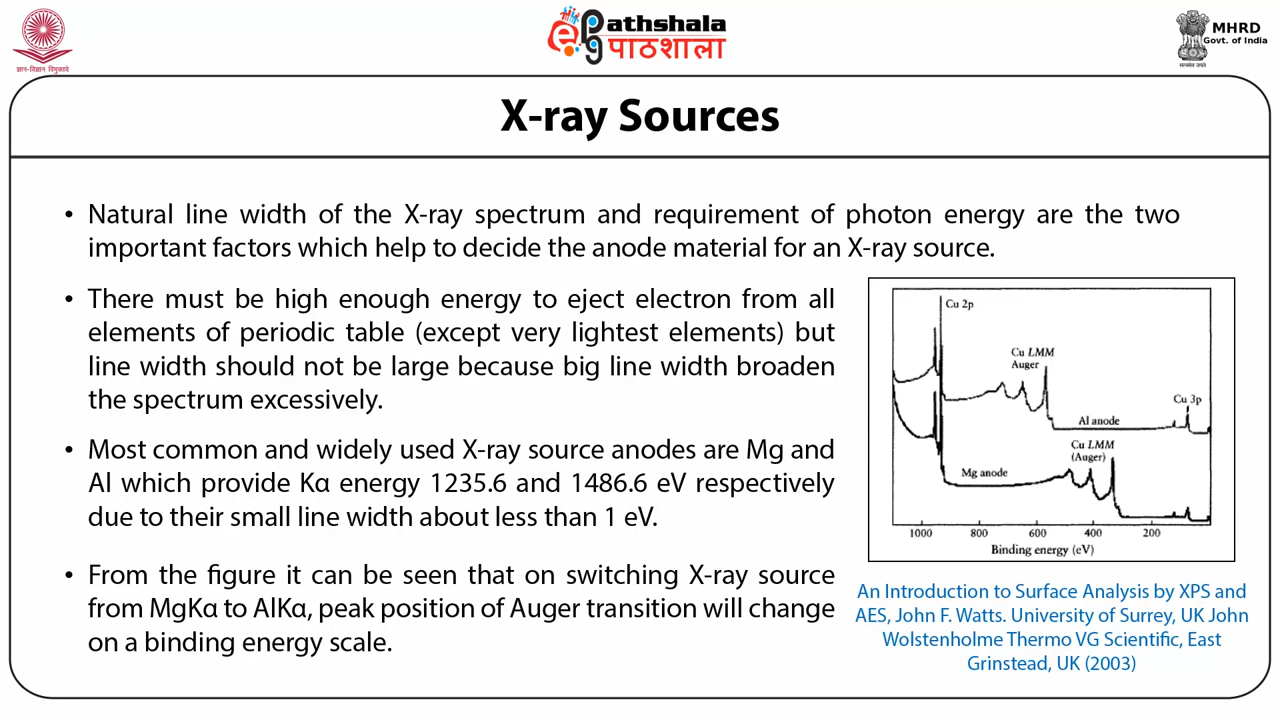 ज्ञान-विज्ञान विमुक्तये
ePG
athshala
पाठशाला
MHRD
Govt. of India
सत्यमेव जयते
X-ray Sources
• Natural line width of the X-ray spectrum and requirement of photon energy are the two
important factors which help to decide the anode material for an X-ray source.
• There must be high enough energy to eject electron from all
elements of periodic table (except very lightest elements) but
line width should not be large because big line width broaden
the spectrum excessively.
• Most common and widely used X-ray source anodes are Mg and
Al which provide Kα energy 1235.6 and 1486.6 eV respectively
due to their small line width about less than 1 eV.
• From the figure it can be seen that on switching X-ray source
from MgKα to AlKα, peak position of Auger transition will change
on a binding energy scale.
Cu 2p
Cu LMM
Auger
Cu 3p
Al anode
Cu LMM
(Auger)
Mg anode
1000 800 600 400 200
Binding energy (eV)
An Introduction to Surface Analysis by XPS and
AES, John F. Watts. University of Surrey, UK John
Wolstenholme Thermo VG Scientific, East
Grinstead, UK (2003)